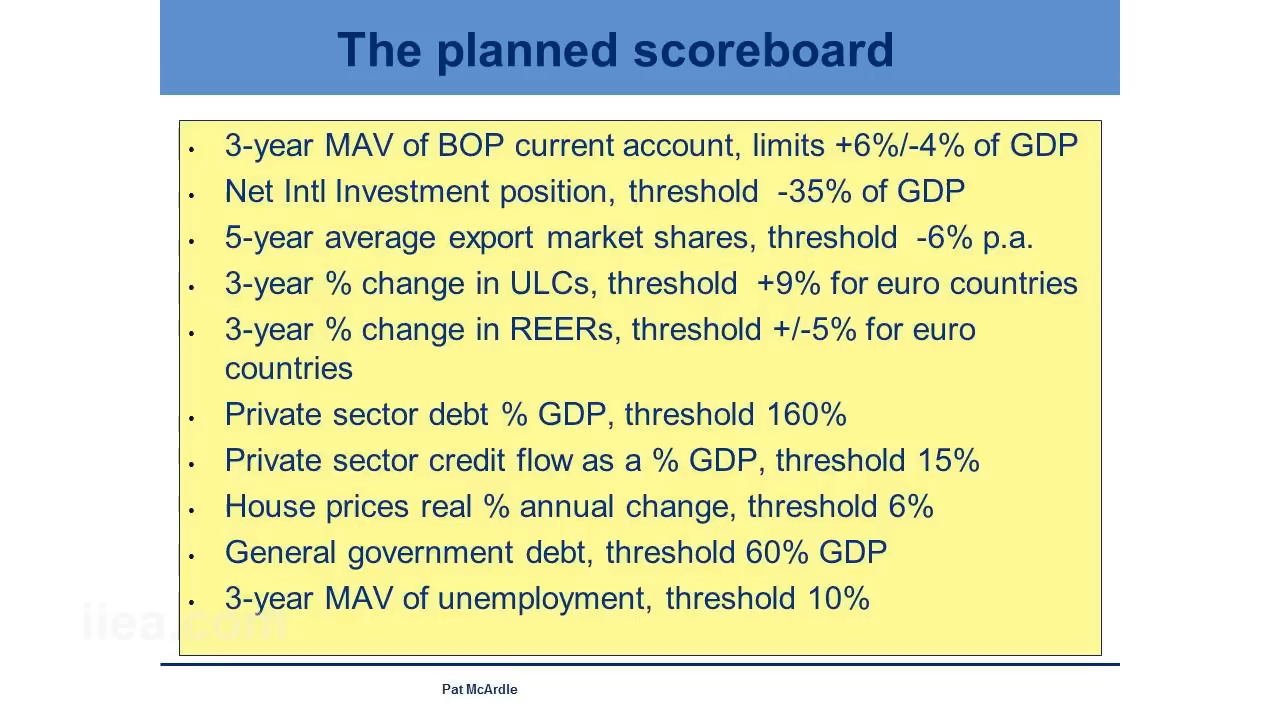 The planned scoreboard
• 3-year MAV of BOP current account, limits +6%/-4% of GDP
• Net Intl Investment position, threshold -35% of GDP
• 5-year average export market shares, threshold -6% p.a.
• 3-year % change in ULCs, threshold +9% for euro countries
• 3-year % change in REERs, threshold +/-5% for euro
countries
• Private sector debt % GDP, threshold 160%
• Private sector credit flow as a % GDP, threshold 15%
• House prices real % annual change, threshold 6%
• General government debt, threshold 60% GDP
• 3-year MAV of unemployment, threshold 10%
iiea.com
Pat McArdle